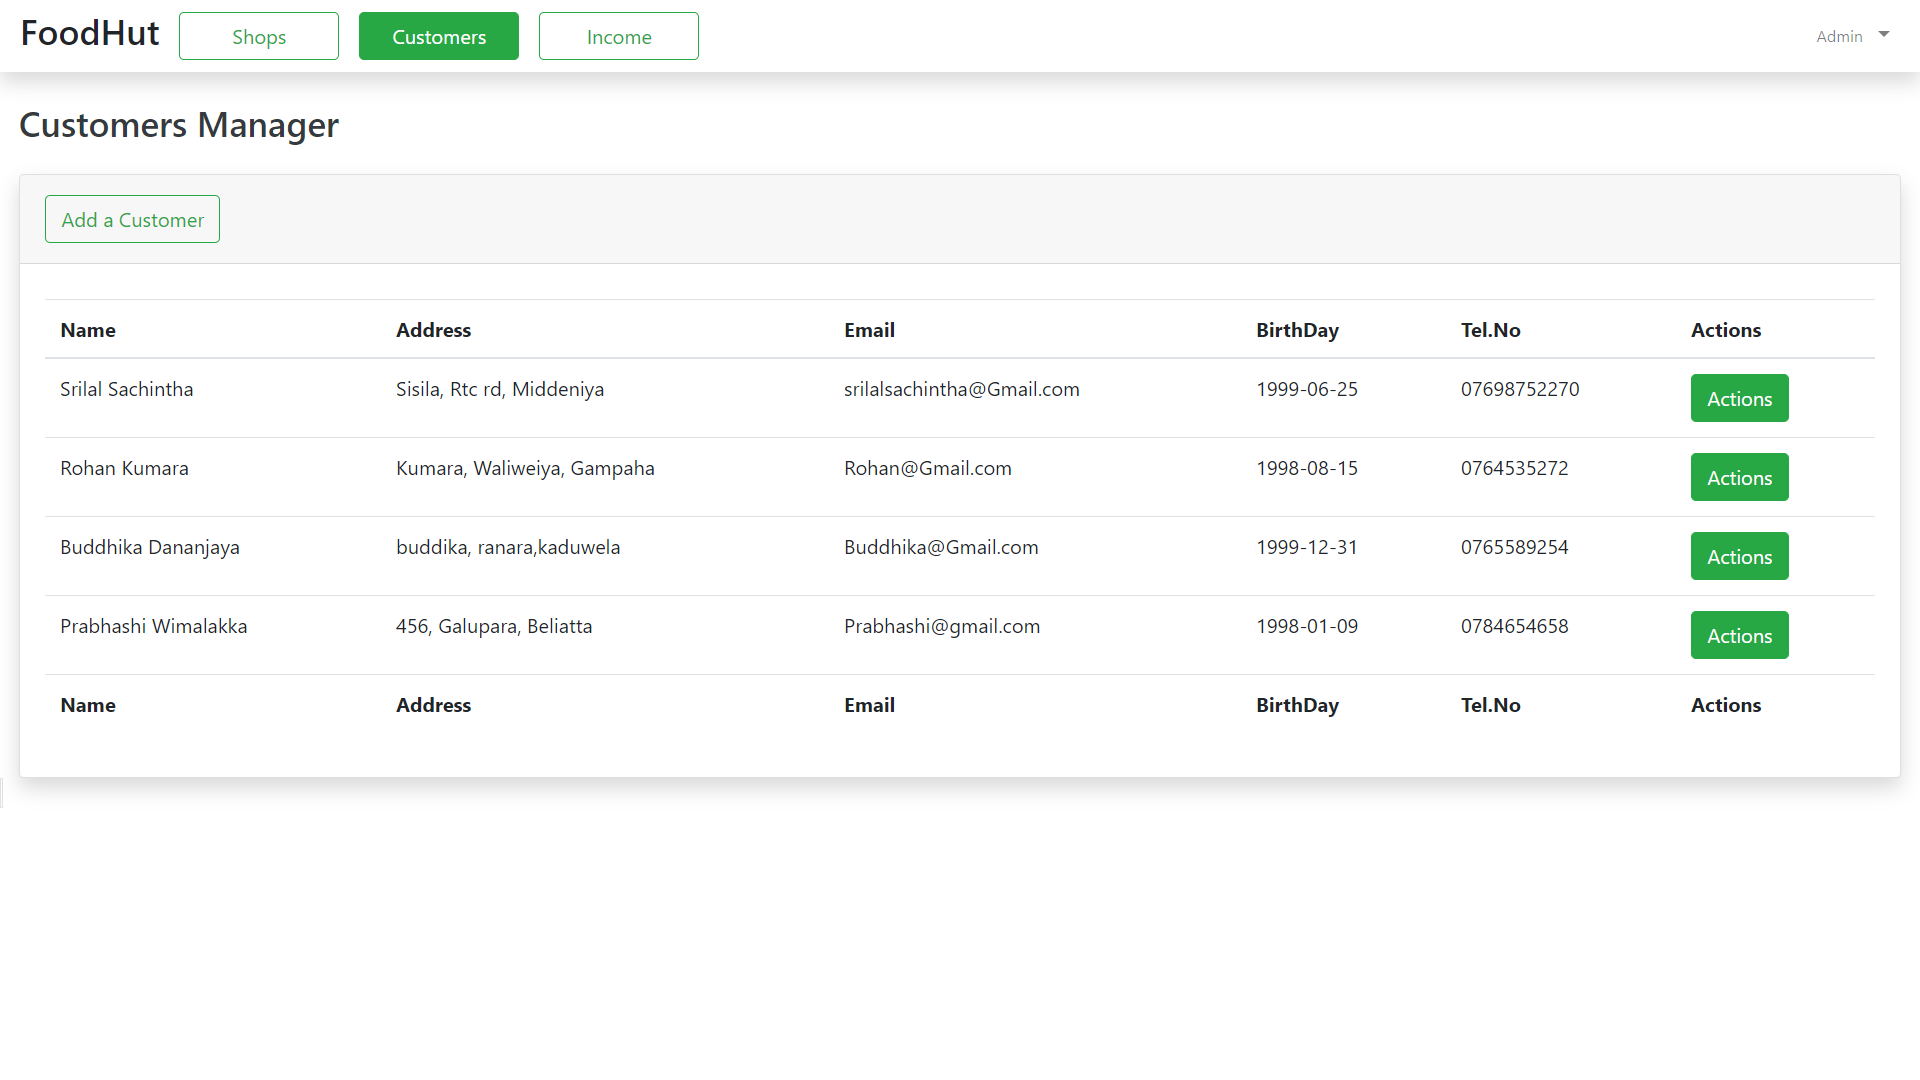 FoodHut Shops Customers Income Admin
Customers Manager
Add a Customer
Name Address Email BirthDay Tel.No Actions
Srilal Sachintha Sisila, Rtc rd, Middeniya srilalsachintha@Gmail.com 1999-06-25 07698752270 Actions
Rohan Kumara Kumara, Waliweiya, Gampaha Rohan@Gmail.com 1998-08-15 0764535272 Actions
Buddhika Dananjaya buddika, ranara,kaduwela Buddhika@Gmail.com 1999-12-31 0765589254 Actions
Prabhashi Wimalakka 456, Galupara, Beliatta Prabhashi@gmail.com 1998-01-09 0784654658 Actions
Name Address Email BirthDay Tel.No Actions